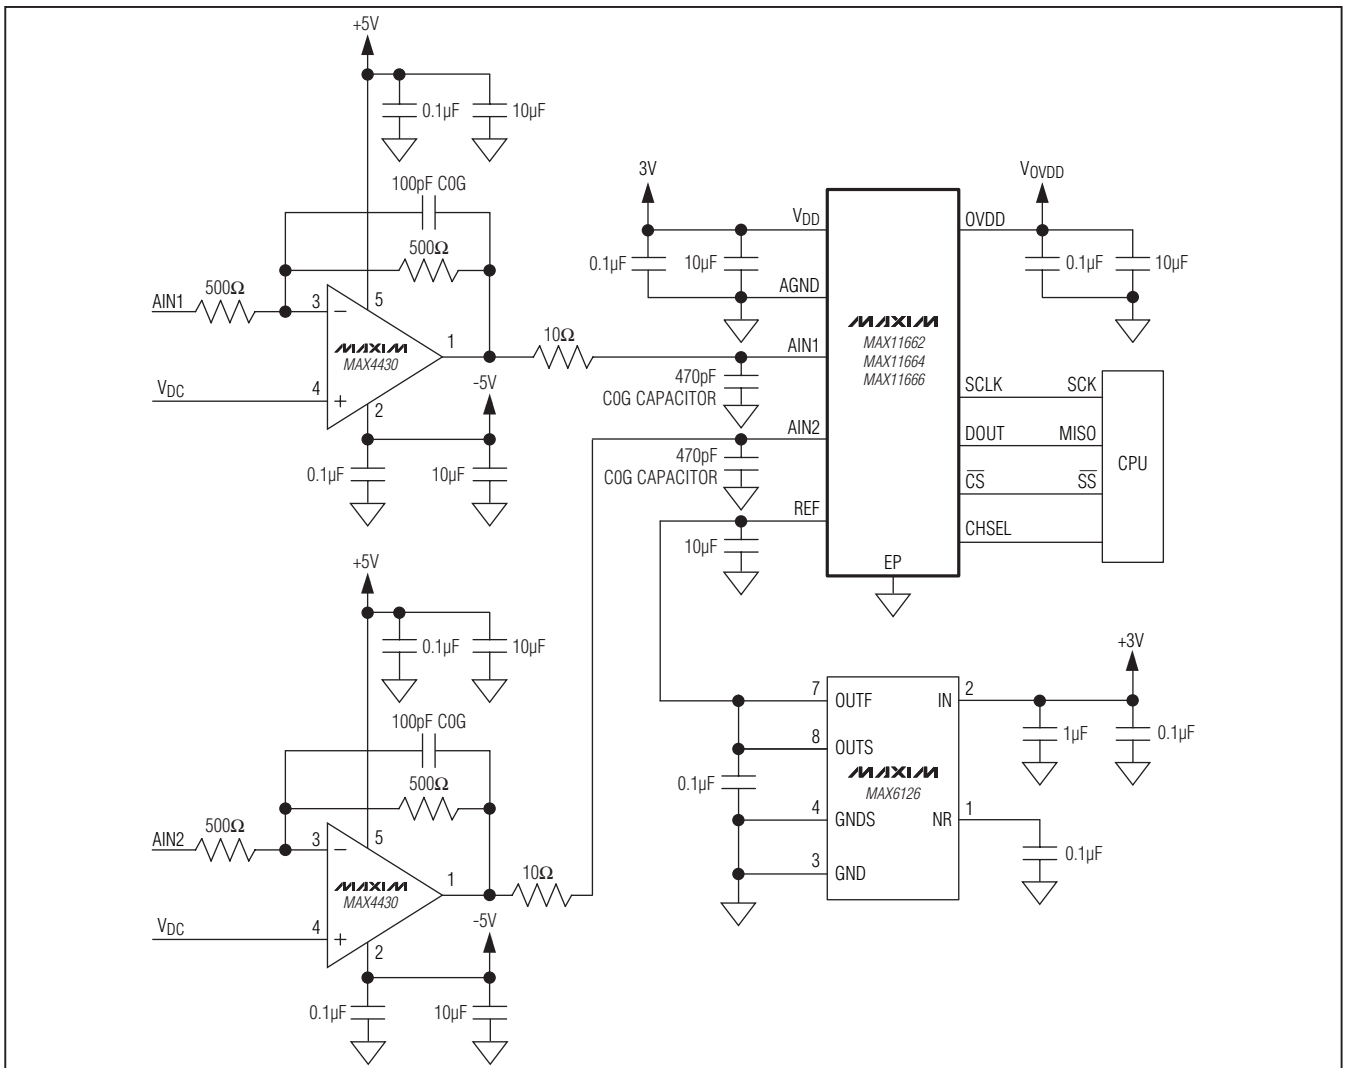 +5V
0.1µF
10µF
100pF C0G
500Ω
500Ω
AIN1
3
−
5
MAXIM
MAX4430
1
VDC
4
+
2
-5V
0.1µF
10µF
10Ω
3V
0.1µF
10µF
VDD
AGND
AIN1
470pF
C0G CAPACITOR
AIN2
470pF
C0G CAPACITOR
REF
10µF
MAXIM
MAX11662
MAX11664
MAX11666
EP
VOVDD
OVDD
0.1µF
10µF
SCLK
SCK
DOUT
MISO
CS
SS
CHSEL
CPU
+5V
0.1µF
10µF
100pF C0G
500Ω
500Ω
AIN2
3
−
5
MAXIM
MAX4430
1
VDC
4
+
2
-5V
0.1µF
10µF
10Ω
+3V
7
OUTF
IN
2
1µF
0.1µF
8
OUTS
MAXIM
MAX6126
0.1µF
4
GNDS
NR
1
0.1µF
3
GND